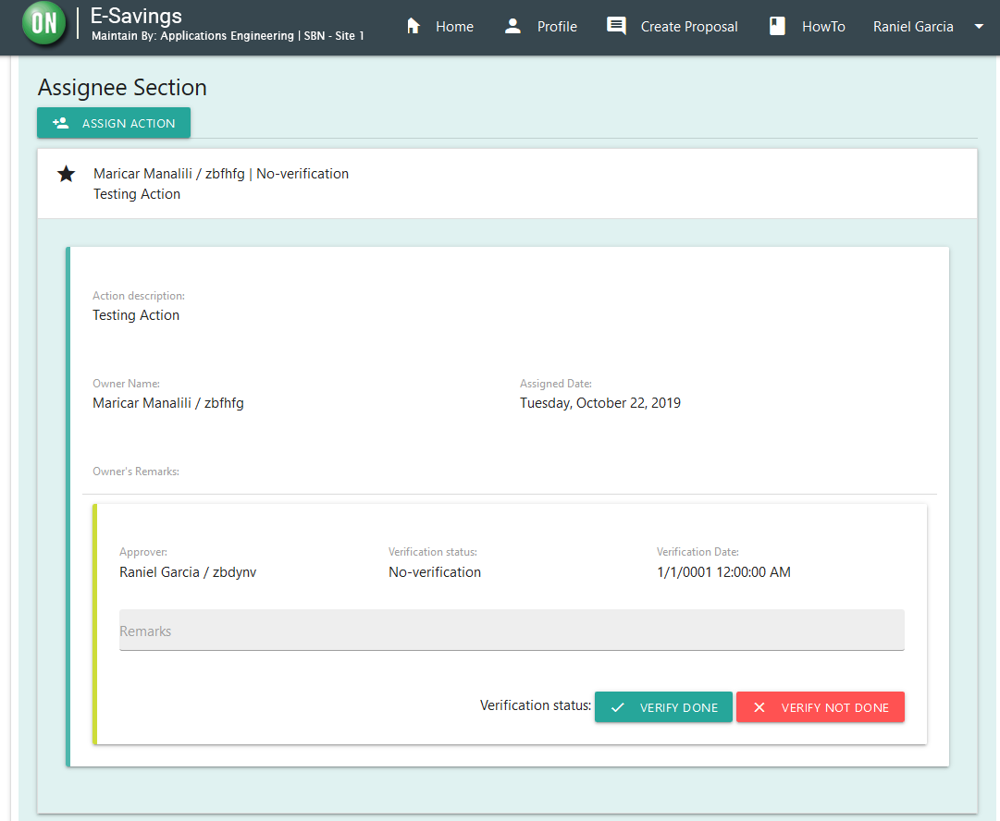 ON
E-Savings
Maintain By: Applications Engineering | SBN - Site 1
Home
Profile
Create Proposal
HowTo
Raniel Garcia
Assignee Section
ASSIGN ACTION
Maricar Manalili / zbfhfg | No-verification
Testing Action
Action description:
Testing Action
Owner Name:
Maricar Manalili / zbfhfg
Assigned Date:
Tuesday, October 22, 2019
Owner's Remarks:
Approver:
Raniel Garcia / zbdynv
Verification status:
No-verification
Verification Date:
1/1/0001 12:00:00 AM
Remarks
Verification status:
VERIFY DONE
VERIFY NOT DONE